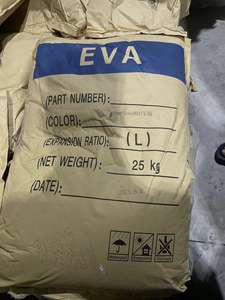 EVA
(PART NUMBER):
(COLOR):
(EXPANSION RATIO): (L)
(NET WEIGHT): 25 kg
(DATE):